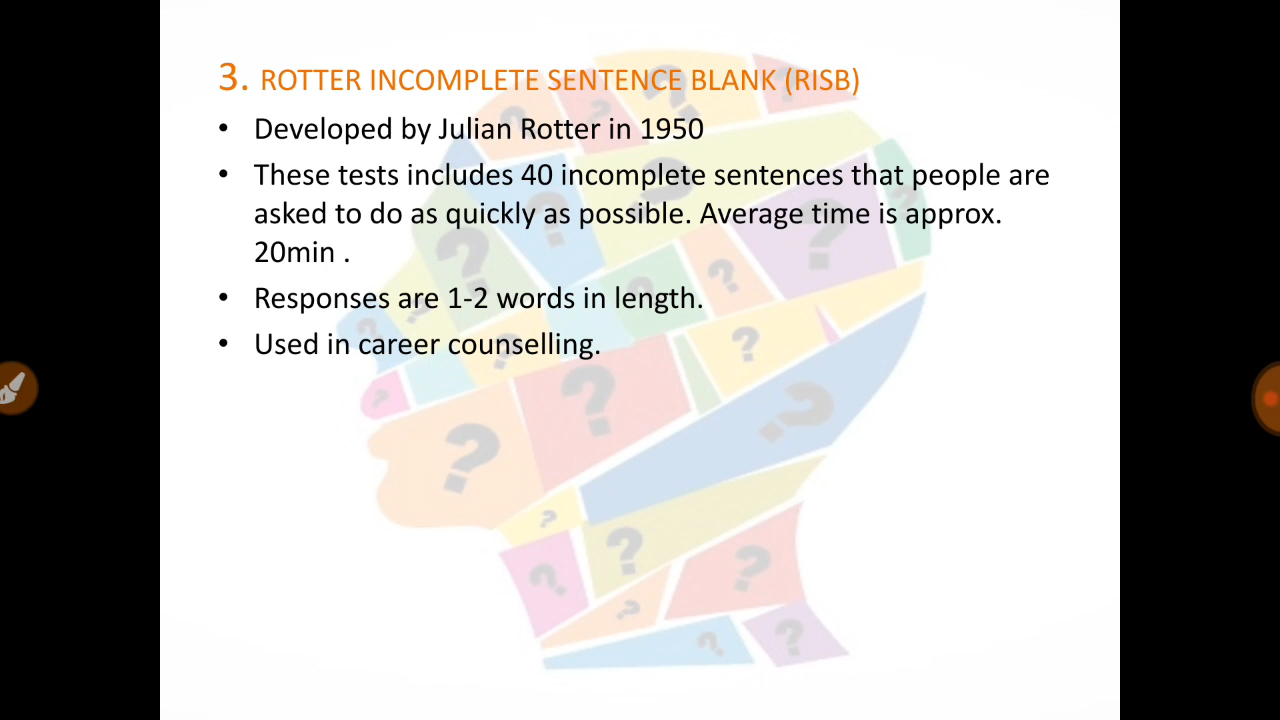 3. ROTTER INCOMPLETE SENTENCE BLANK (RISB)
• Developed by Julian Rotter in 1950
• These tests includes 40 incomplete sentences that people are
asked to do as quickly as possible. Average time is approx.
20min .
• Responses are 1-2 words in length.
• Used in career counselling.